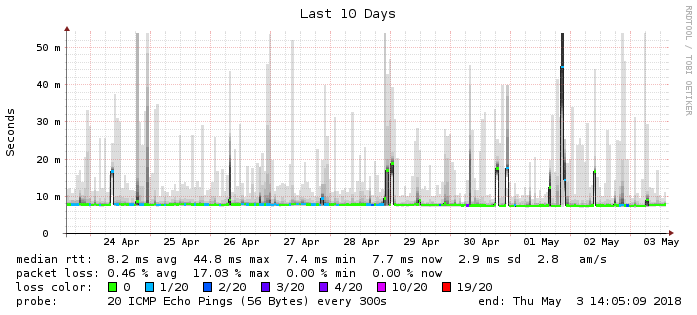 Last 10 Days
RRDTOOL / TOBI OETIKER
Seconds
50 m
40 m
30 m
20 m
10 m
0
24 Apr 25 Apr 26 Apr 27 Apr 28 Apr 29 Apr 30 Apr 01 May 02 May 03 May
median rtt: 8.2 ms avg 44.8 ms max 7.4 ms min 7.7 ms now 2.9 ms sd 2.8 am/s
packet loss: 0.46 % avg 17.03 % max 0.00 % min 0.00 % now
loss color: 0 1/20 2/20 3/20 4/20 10/20 19/20
probe: 20 ICMP Echo Pings (56 Bytes) every 300s end: Thu May 3 14:05:09 2018